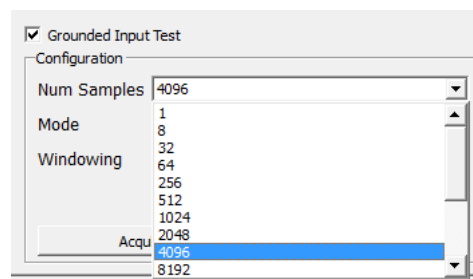 Grounded Input Test
Configuration
Num Samples 4096
1
Mode
8
32
Windowing
64
256
512
1024
2048
Acqu
4096
8192